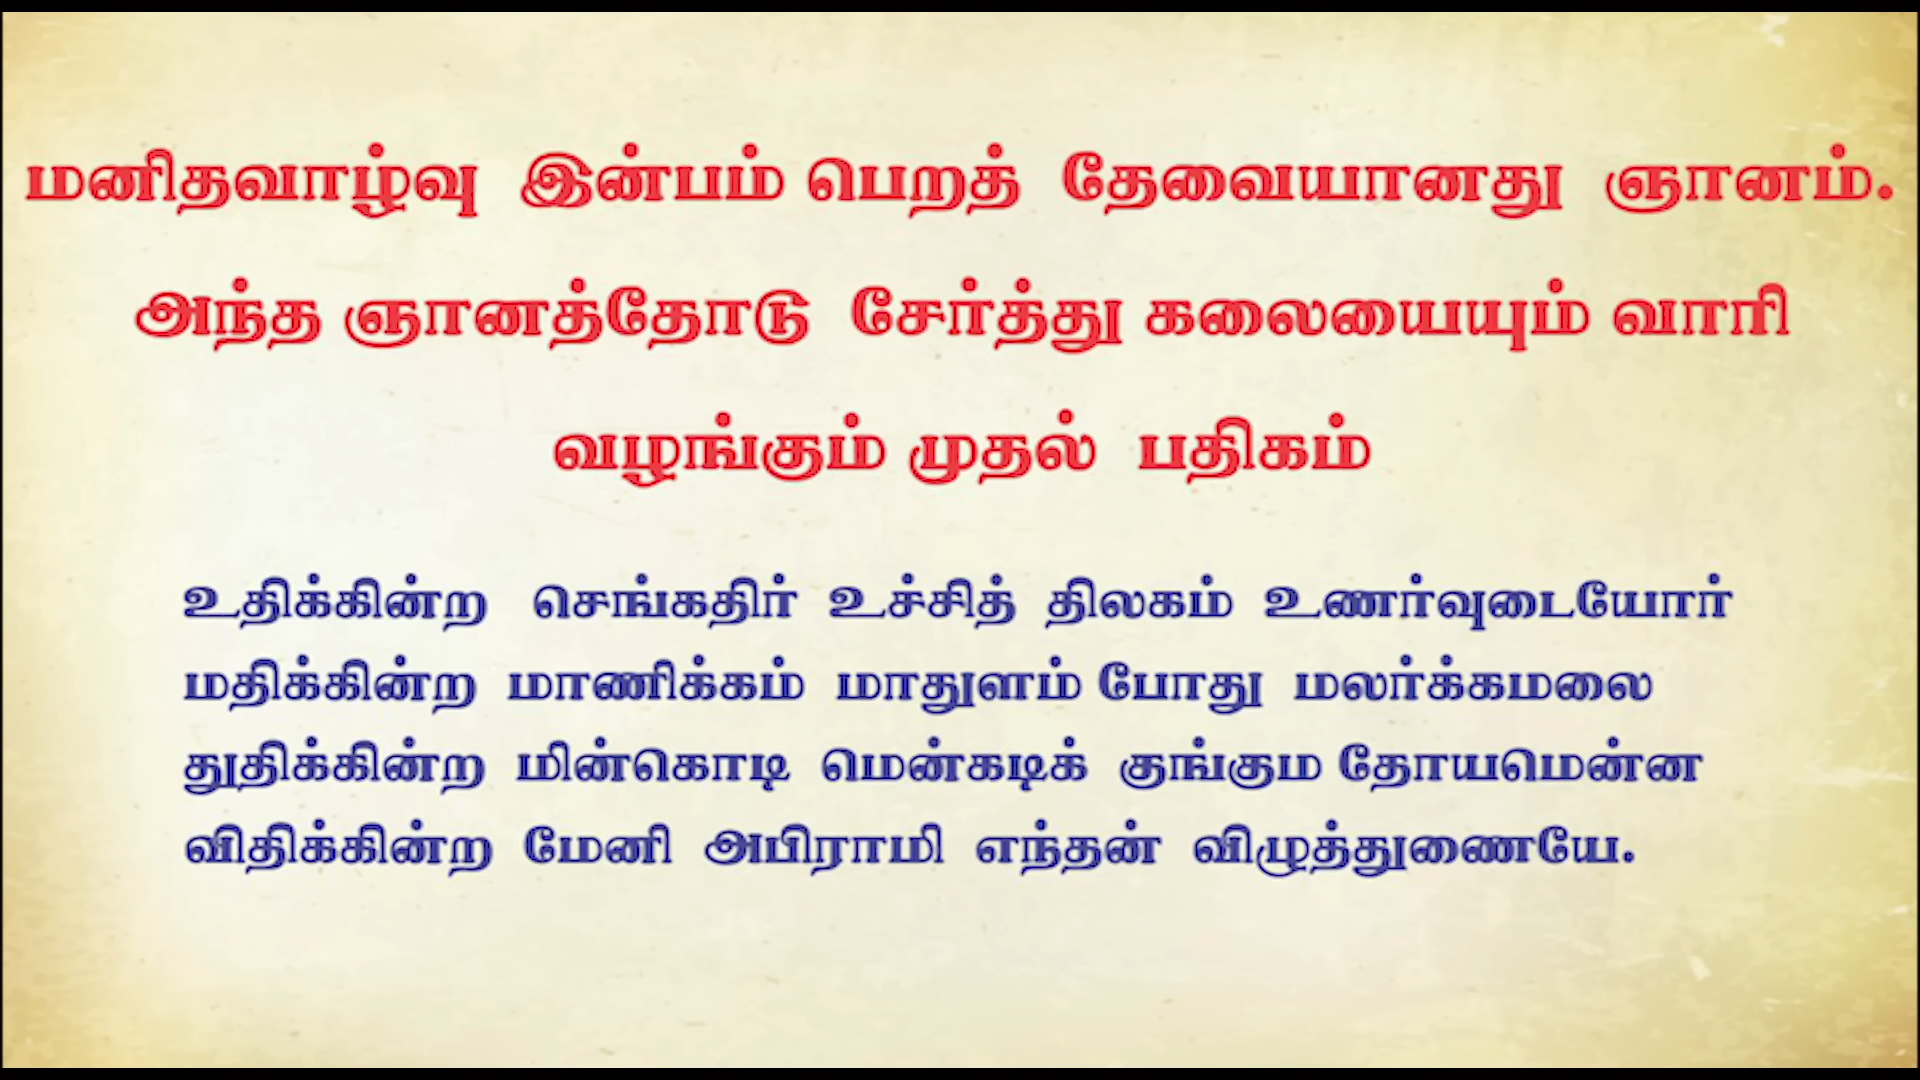 மனிதவாழ்வு இன்பம் பெறத் தேவையானது ஞானம்.
அந்த ஞானத்தோடு சேர்த்து கலையையும் வாரி
வழங்கும் முதல் பதிகம்
உதிக்கின்ற செங்கதிர் உச்சித் திலகம் உணர்வுடையோர்
மதிக்கின்ற மாணிக்கம் மாதுளம் போது மலர்க்கமலை
துதிக்கின்ற மின்கொடி மென்கடிக் குங்கும தோயமென்ன
விதிக்கின்ற மேனி அபிராமி எந்தன் விழுத்துணையே.